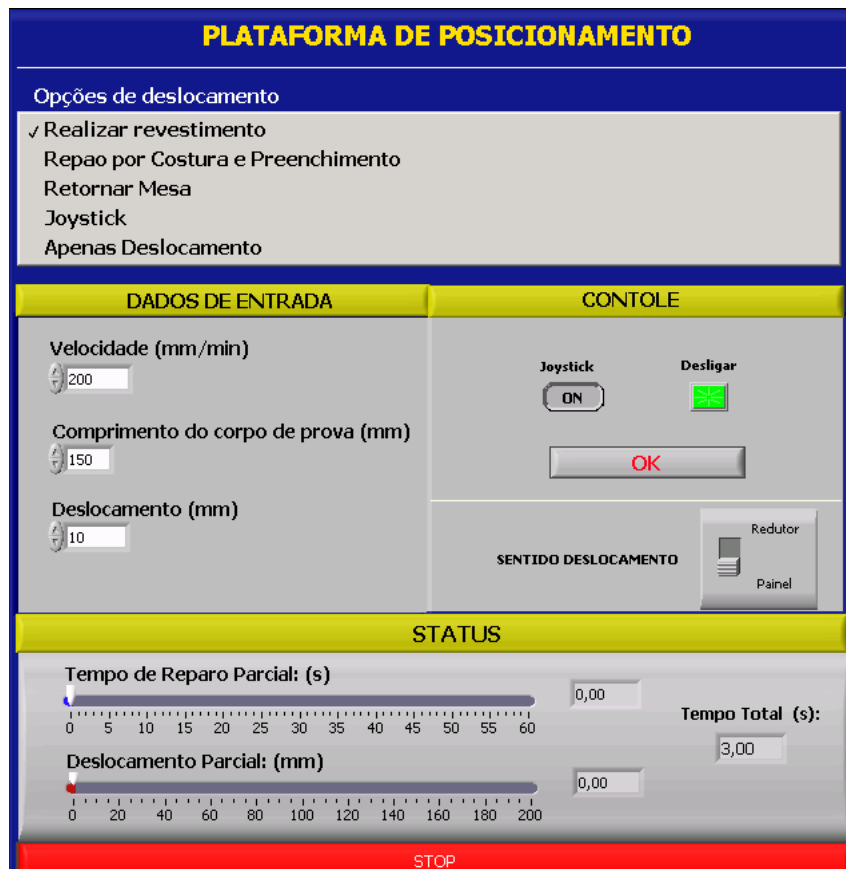 PLATAFORMA DE POSICIONAMENTO
Opções de deslocamento
✓ Realizar revestimento
Repao por Costura e Preenchimento
Retornar Mesa
Joystick
Apenas Deslocamento
DADOS DE ENTRADA
Velocidade (mm/min)
200
Comprimento do corpo de prova (mm)
150
Deslocamento (mm)
10
CONTOLE
Joystick
ON
Desligar
OK
SENTIDO DESLOCAMENTO
Redutor
Painel
STATUS
Tempo de Reparo Parcial: (s)
0,00
0 5 10 15 20 25 30 35 40 45 50 55 60
Deslocamento Parcial: (mm)
0,00
0 20 40 60 80 100 120 140 160 180 200
Tempo Total (s):
3,00
STOP